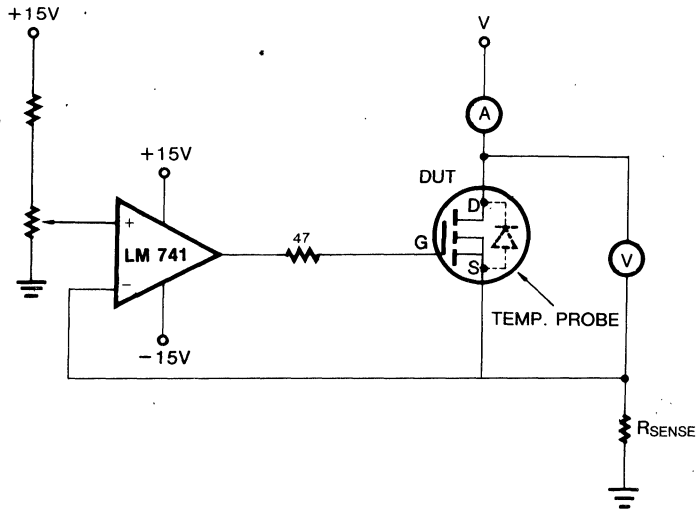 +15V
V
A
+15V
DUT
D
+
LM 741
47
G
−
S
V
TEMP. PROBE
−15V
RSENSE